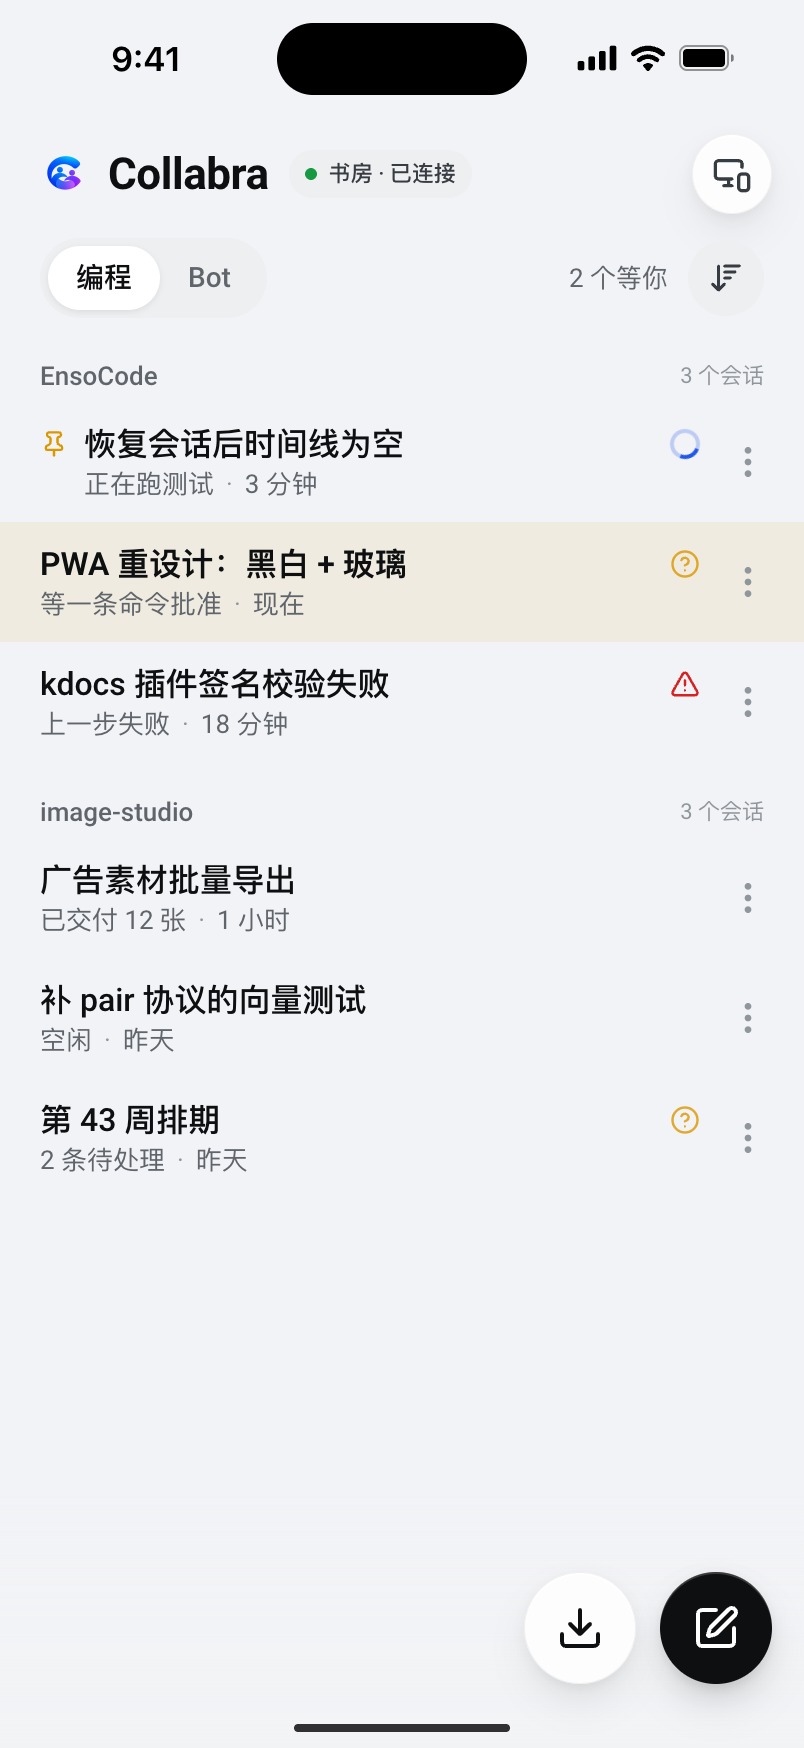 9:41
Collabra
书房 · 已连接
编程
Bot
2 个等你
EnsoCode
3 个会话
恢复会话后时间线为空
正在跑测试 · 3 分钟
PWA 重设计：黑白 + 玻璃
等一条命令批准 · 现在
kdocs 插件签名校验失败
上一步失败 · 18 分钟
image-studio
3 个会话
广告素材批量导出
已交付 12 张 · 1 小时
补 pair 协议的向量测试
空闲 · 昨天
第 43 周排期
2 条待处理 · 昨天